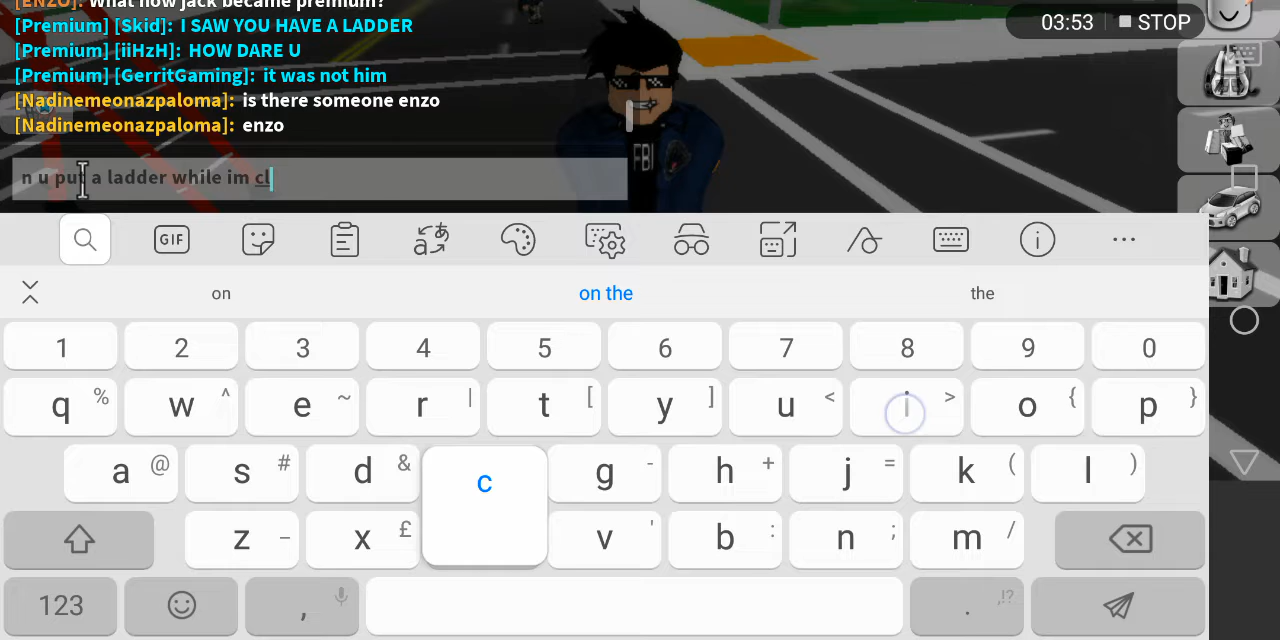 [ENZO]: What how jack became premium?
[Premium] [Skid]: I SAW YOU HAVE A LADDER
[Premium] [iiHzH]: HOW DARE U
[Premium] [GerritGaming]: it was not him
[Nadinemeonazpaloma]: is there someone enzo
[Nadinemeonazpaloma]: enzo
n u put a ladder while im cl
03:53 STOP
FBI
GIF
on on the the
1 2 3 4 5 6 7 8 9 0
q % w ^ e ~ r | t [ y ] u < i > o { p }
a @ s # d & g - h + j = k ( l )
z _ x £ c v ' b : n ; m /
123 , . ,!?